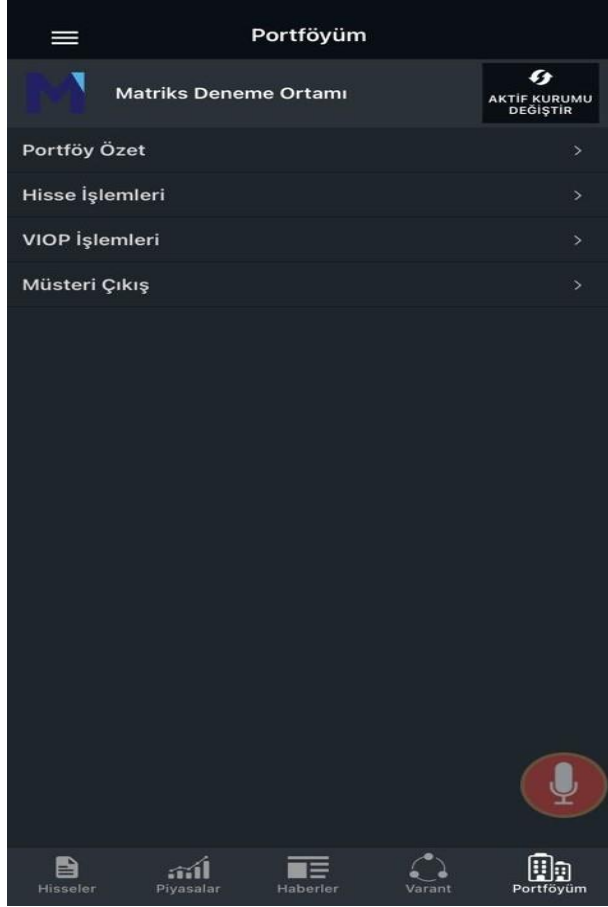 Portföyüm
Matriks Deneme Ortamı
AKTİF KURUMU
DEĞİŞTİR
Portföy Özet
Hisse İşlemleri
VIOP İşlemleri
Müsteri Çıkış
Hisseler
Piyasalar
Haberler
Varant
Portföyüm